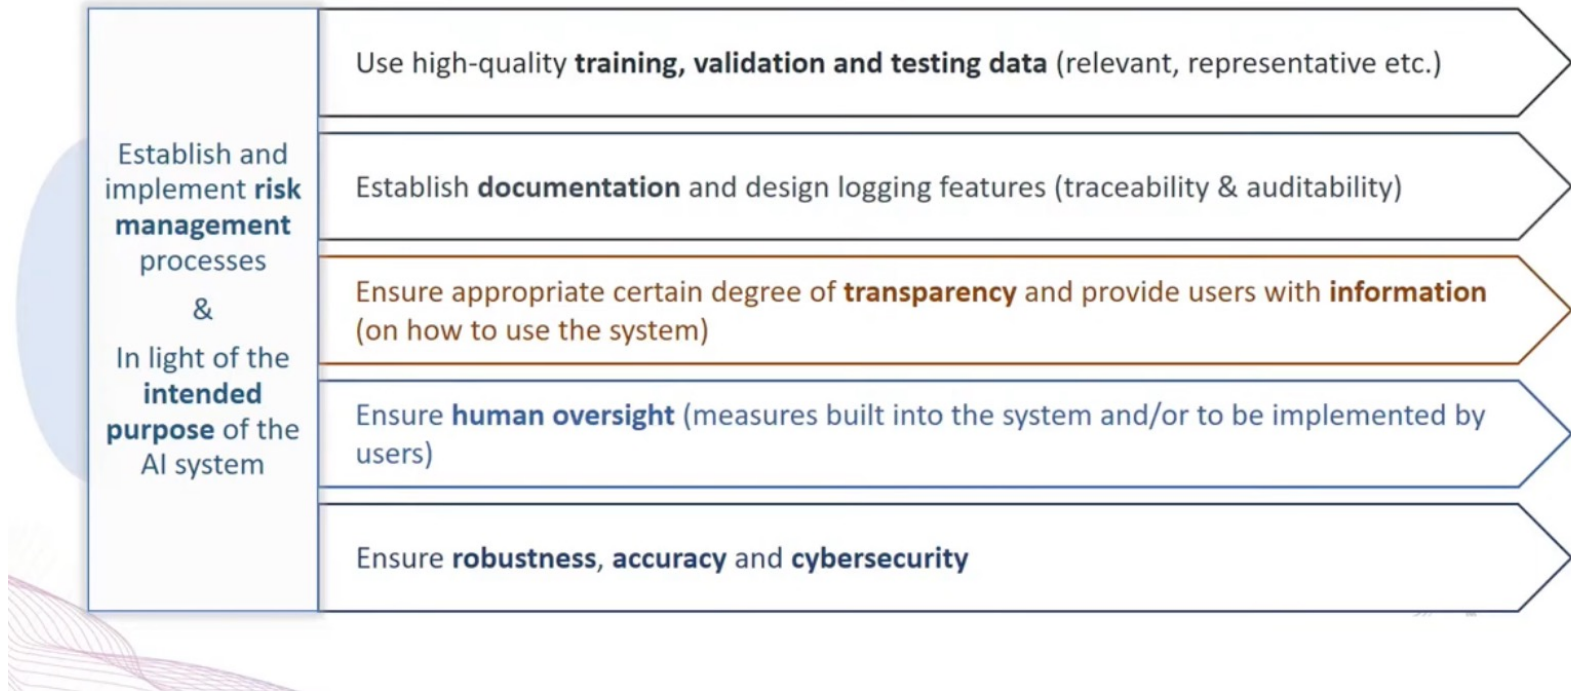 Establish and
implement risk
management
processes
&
In light of the
intended
purpose of the
AI system
Use high-quality training, validation and testing data (relevant, representative etc.)
Establish documentation and design logging features (traceability & auditability)
Ensure appropriate certain degree of transparency and provide users with information
(on how to use the system)
Ensure human oversight (measures built into the system and/or to be implemented by
users)
Ensure robustness, accuracy and cybersecurity